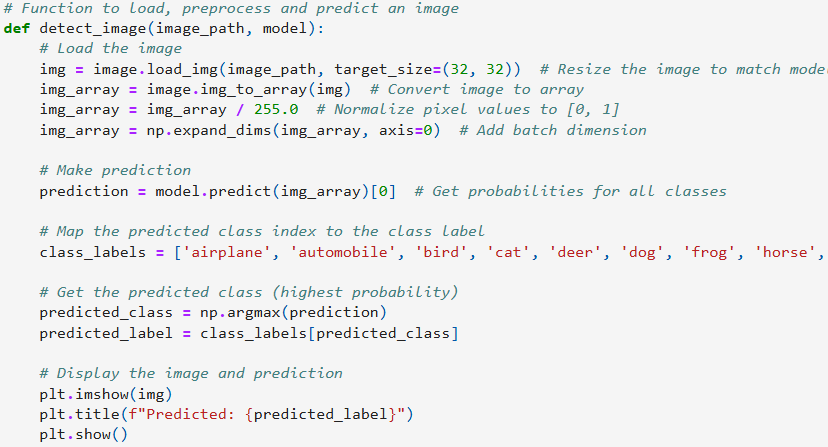 # Function to load, preprocess and predict an image
def detect_image(image_path, model):
    # Load the image
    img = image.load_img(image_path, target_size=(32, 32))  # Resize the image to match
    img_array = image.img_to_array(img)  # Convert image to array
    img_array = img_array / 255.0  # Normalize pixel values to [0, 1]
    img_array = np.expand_dims(img_array, axis=0)  # Add batch dimension
    # Make prediction
    prediction = model.predict(img_array)[0]  # Get probabilities for all classes
    # Map the predicted class index to the class label
    class_labels = ['airplane', 'automobile', 'bird', 'cat', 'deer', 'dog', 'frog', 'horse',
    # Get the predicted class (highest probability)
    predicted_class = np.argmax(prediction)
    predicted_label = class_labels[predicted_class]
    # Display the image and prediction
    plt.imshow(img)
    plt.title(f"Predicted: {predicted_label}")
    plt.show()